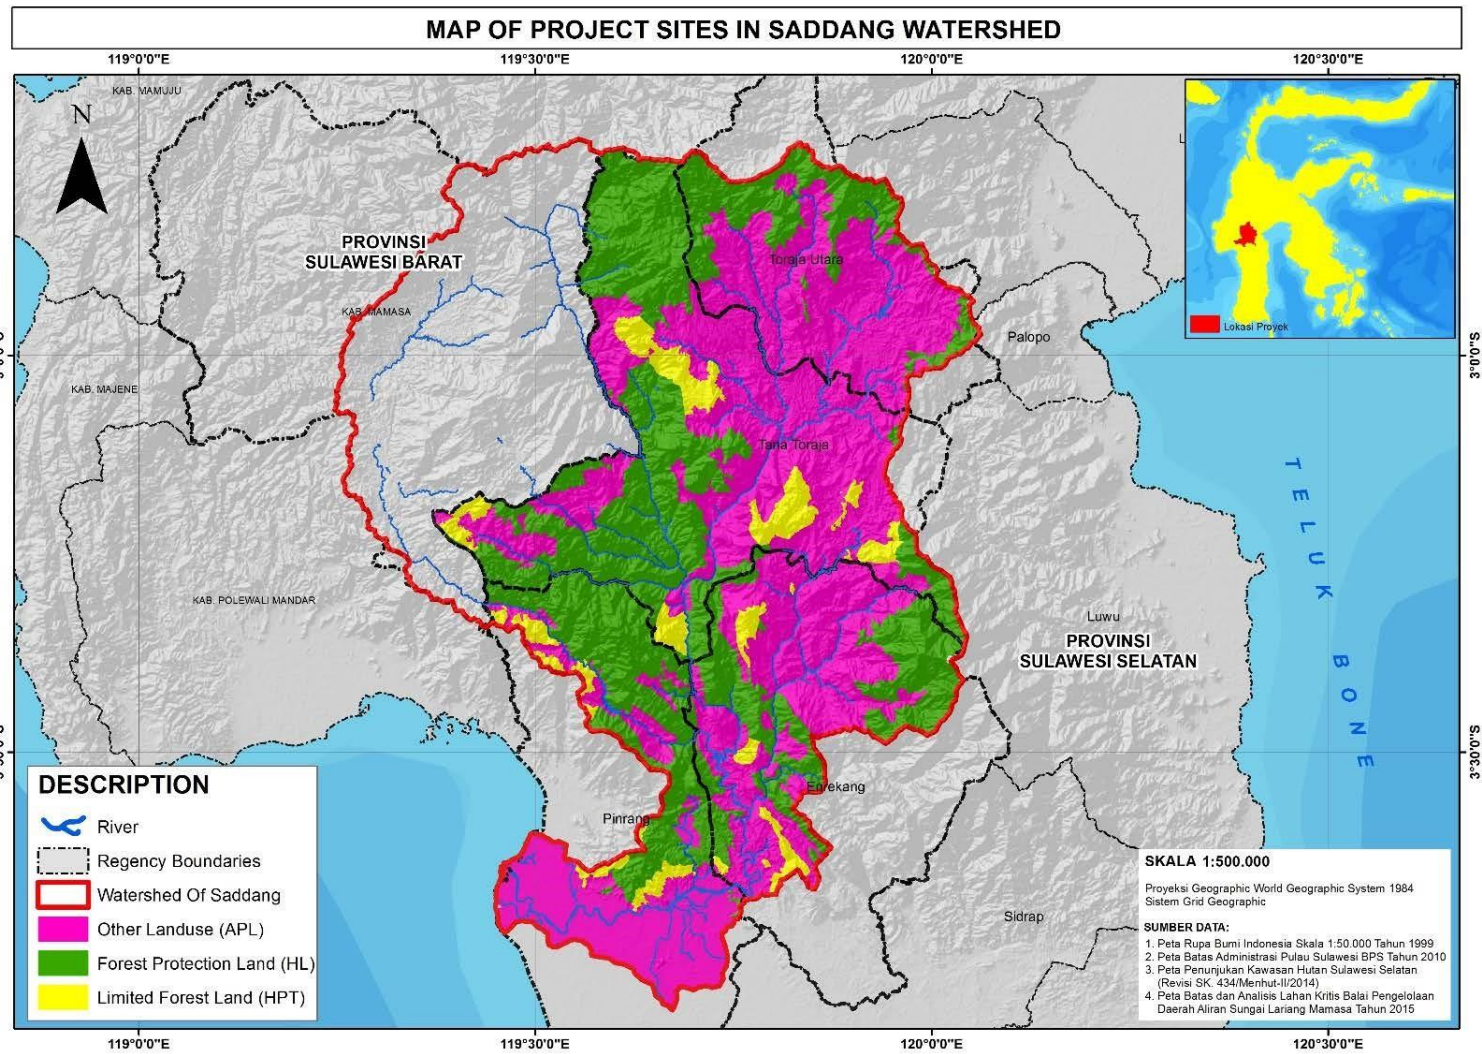 MAP OF PROJECT SITES IN SADDANG WATERSHED
119°0'0"E
119°30'0"E
120°0'0"E
120°30'0"E
KAB. MAMUJU
N
PROVINSI
SULAWESI BARAT
Toraja Utara
KAB. MAMASA
Lokasi Proyek
Palopo
3°0'0"S
KAB. MAJENE
Tana Toraja
TELUK BONE
KAB. POLEWALI MANDAR
Luwu
PROVINSI
SULAWESI SELATAN
3°30'0"S
Enrekang
Pinrang
Sidrap
DESCRIPTION
River
Regency Boundaries
Watershed Of Saddang
Other Landuse (APL)
Forest Protection Land (HL)
Limited Forest Land (HPT)
SKALA 1:500.000
Proyeksi Geographic World Geographic System 1984
Sistem Grid Geographic
SUMBER DATA:
1. Peta Rupa Bumi Indonesia Skala 1:50.000 Tahun 1999
2. Peta Batas Administrasi Pulau Sulawesi BPS Tahun 2010
3. Peta Penunjukan Kawasan Hutan Sulawesi Selatan
(Revisi SK. 434/Menhut-II/2014)
4. Peta Batas dan Analisis Lahan Kritis Balai Pengelolaan
Daerah Aliran Sungai Lariang Mamasa Tahun 2015
119°0'0"E
119°30'0"E
120°0'0"E
120°30'0"E